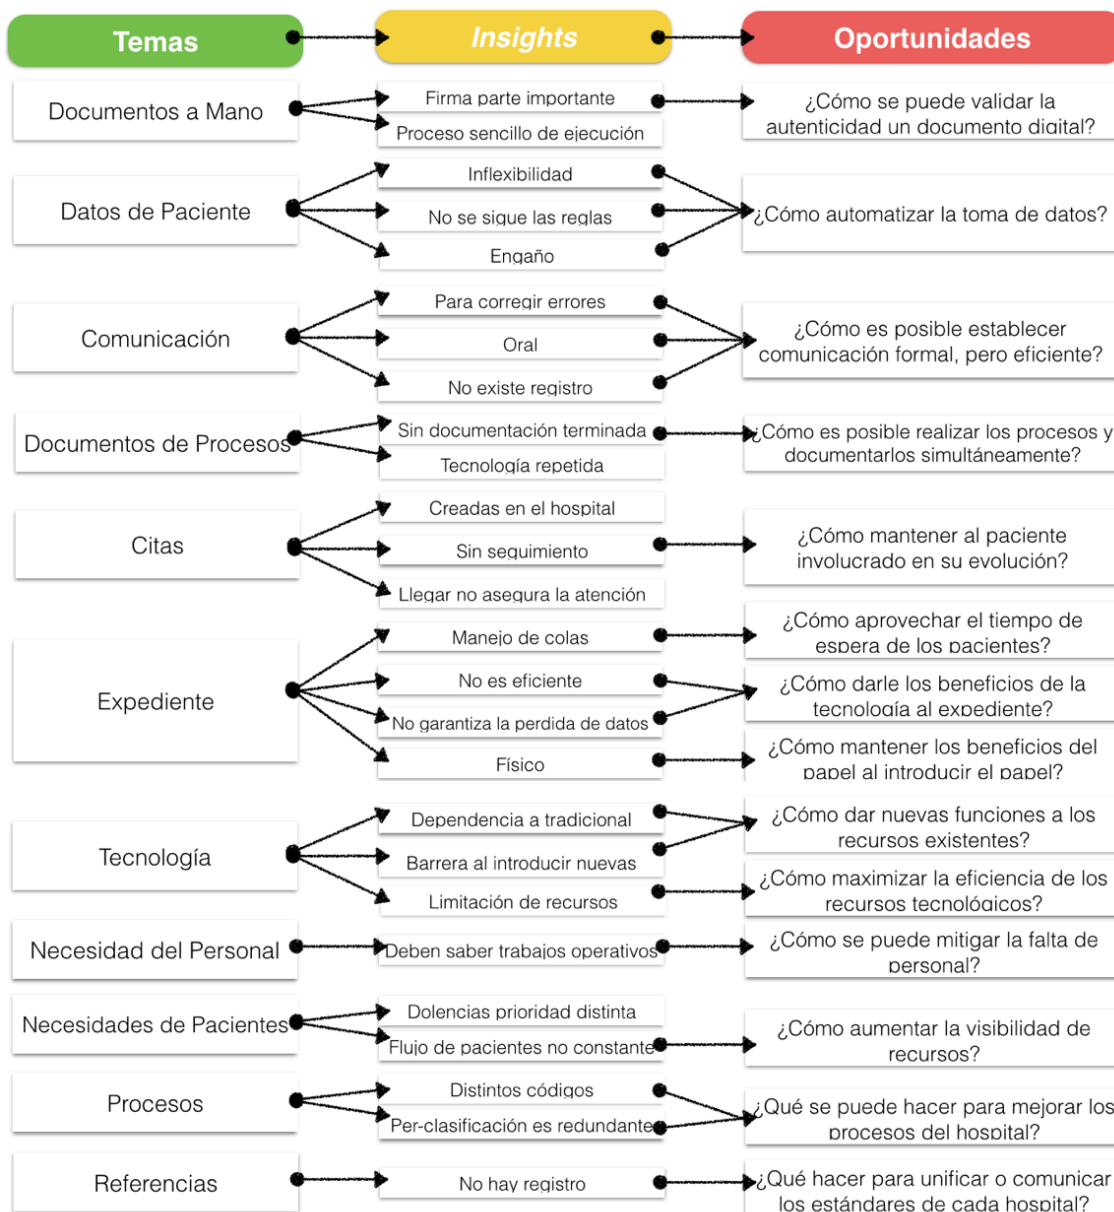 Temas
Insights
Oportunidades
Documentos a Mano
Firma parte importante
Proceso sencillo de ejecución
¿Cómo se puede validar la
autenticidad un documento digital?
Datos de Paciente
Inflexibilidad
No se sigue las reglas
Engaño
¿Cómo automatizar la toma de datos?
Comunicación
Para corregir errores
Oral
No existe registro
¿Cómo es posible establecer
comunicación formal, pero eficiente?
Documentos de Procesos
Sin documentación terminada
Tecnología repetida
¿Cómo es posible realizar los procesos y
documentarlos simultáneamente?
Citas
Creadas en el hospital
Sin seguimiento
Llegar no asegura la atención
¿Cómo mantener al paciente
involucrado en su evolución?
Expediente
Manejo de colas
No es eficiente
No garantiza la perdida de datos
Físico
¿Cómo aprovechar el tiempo de
espera de los pacientes?
¿Cómo darle los beneficios de la
tecnología al expediente?
¿Cómo mantener los beneficios del
papel al introducir el papel?
Tecnología
Dependencia a tradicional
Barrera al introducir nuevas
Limitación de recursos
¿Cómo dar nuevas funciones a los
recursos existentes?
¿Cómo maximizar la eficiencia de los
recursos tecnológicos?
Necesidad del Personal
Deben saber trabajos operativos
¿Cómo se puede mitigar la falta de
personal?
Necesidades de Pacientes
Dolencias prioridad distinta
Flujo de pacientes no constante
¿Cómo aumentar la visibilidad de
recursos?
Procesos
Distintos códigos
Per-clasificación es redundante
¿Qué se puede hacer para mejorar los
procesos del hospital?
Referencias
No hay registro
¿Qué hacer para unificar o comunicar
los estándares de cada hospital?